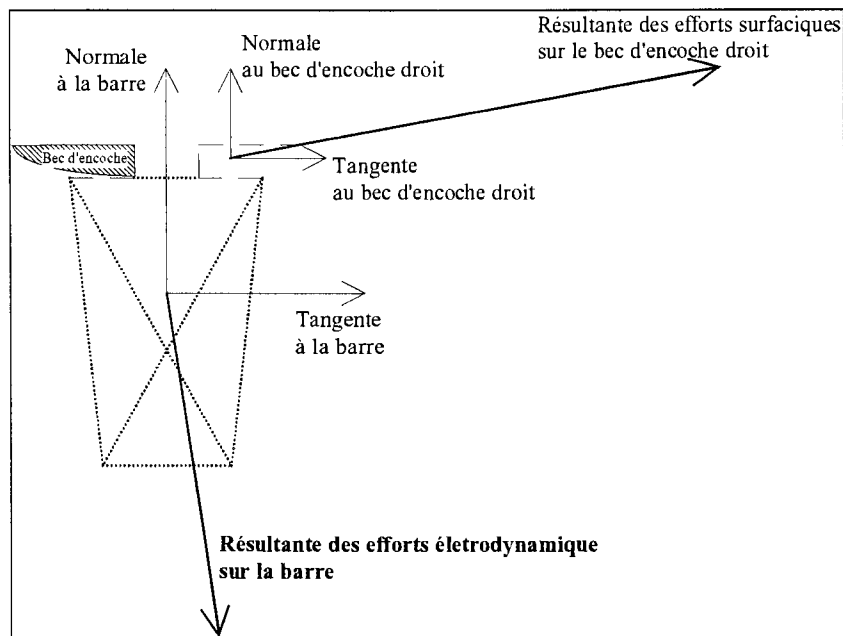 Normale
à la barre
Normale
au bec d'encoche droit
Résultante des efforts surfaciques
sur le bec d'encoche droit
Bec d'encoche
Tangente
au bec d'encoche droit
Tangente
à la barre
Résultante des efforts életrodynamique
sur la barre